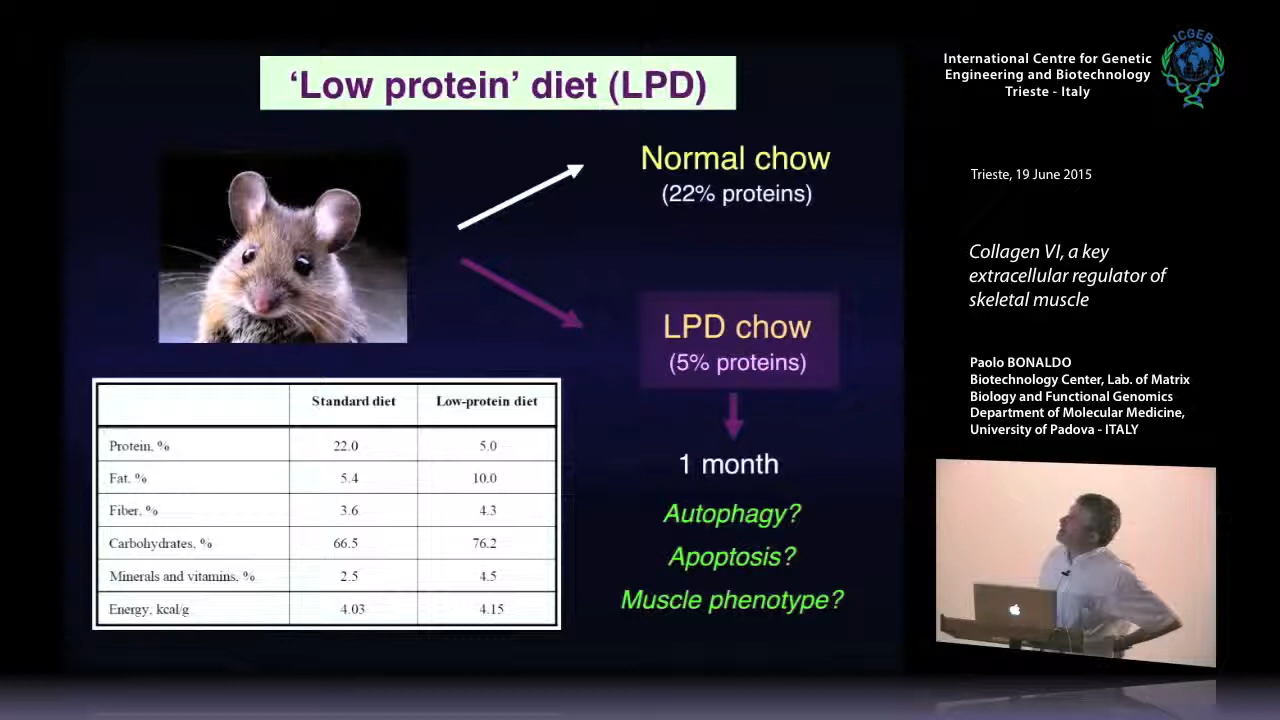 'Low protein' diet (LPD)
Normal chow
(22% proteins)
LPD chow
(5% proteins)
1 month
Autophagy?
Apoptosis?
Muscle phenotype?
Standard diet Low-protein diet
Protein, % 22.0 5.0
Fat. % 5.4 10.0
Fiber, % 3.6 4.3
Carbohydrates, % 66.5 76.2
Minerals and vitamins, % 2.5 4.5
Energy, kcal/g 4.03 4.15
International Centre for Genetic
Engineering and Biotechnology
Trieste - Italy
ICGEB
Trieste, 19 June 2015
Collagen VI, a key
extracellular regulator of
skeletal muscle
Paolo BONALDO
Biotechnology Center, Lab. of Matrix
Biology and Functional Genomics
Department of Molecular Medicine,
University of Padova - ITALY